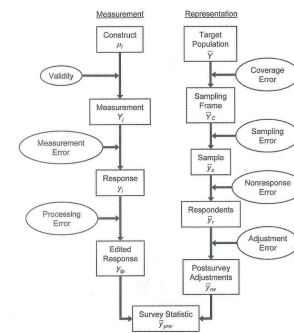 Measurement
Construct
μi
Validity
Measurement
Yi
Measurement
Error
Response
yi
Processing
Error
Edited
Response
yip
Representation
Target
Population
Ȳ
Coverage
Error
Sampling
Frame
ȲC
Sampling
Error
Sample
ȳs
Nonresponse
Error
Respondents
ȳr
Adjustment
Error
Postsurvey
Adjustments
ȳrw
Survey Statistic
ȳprw